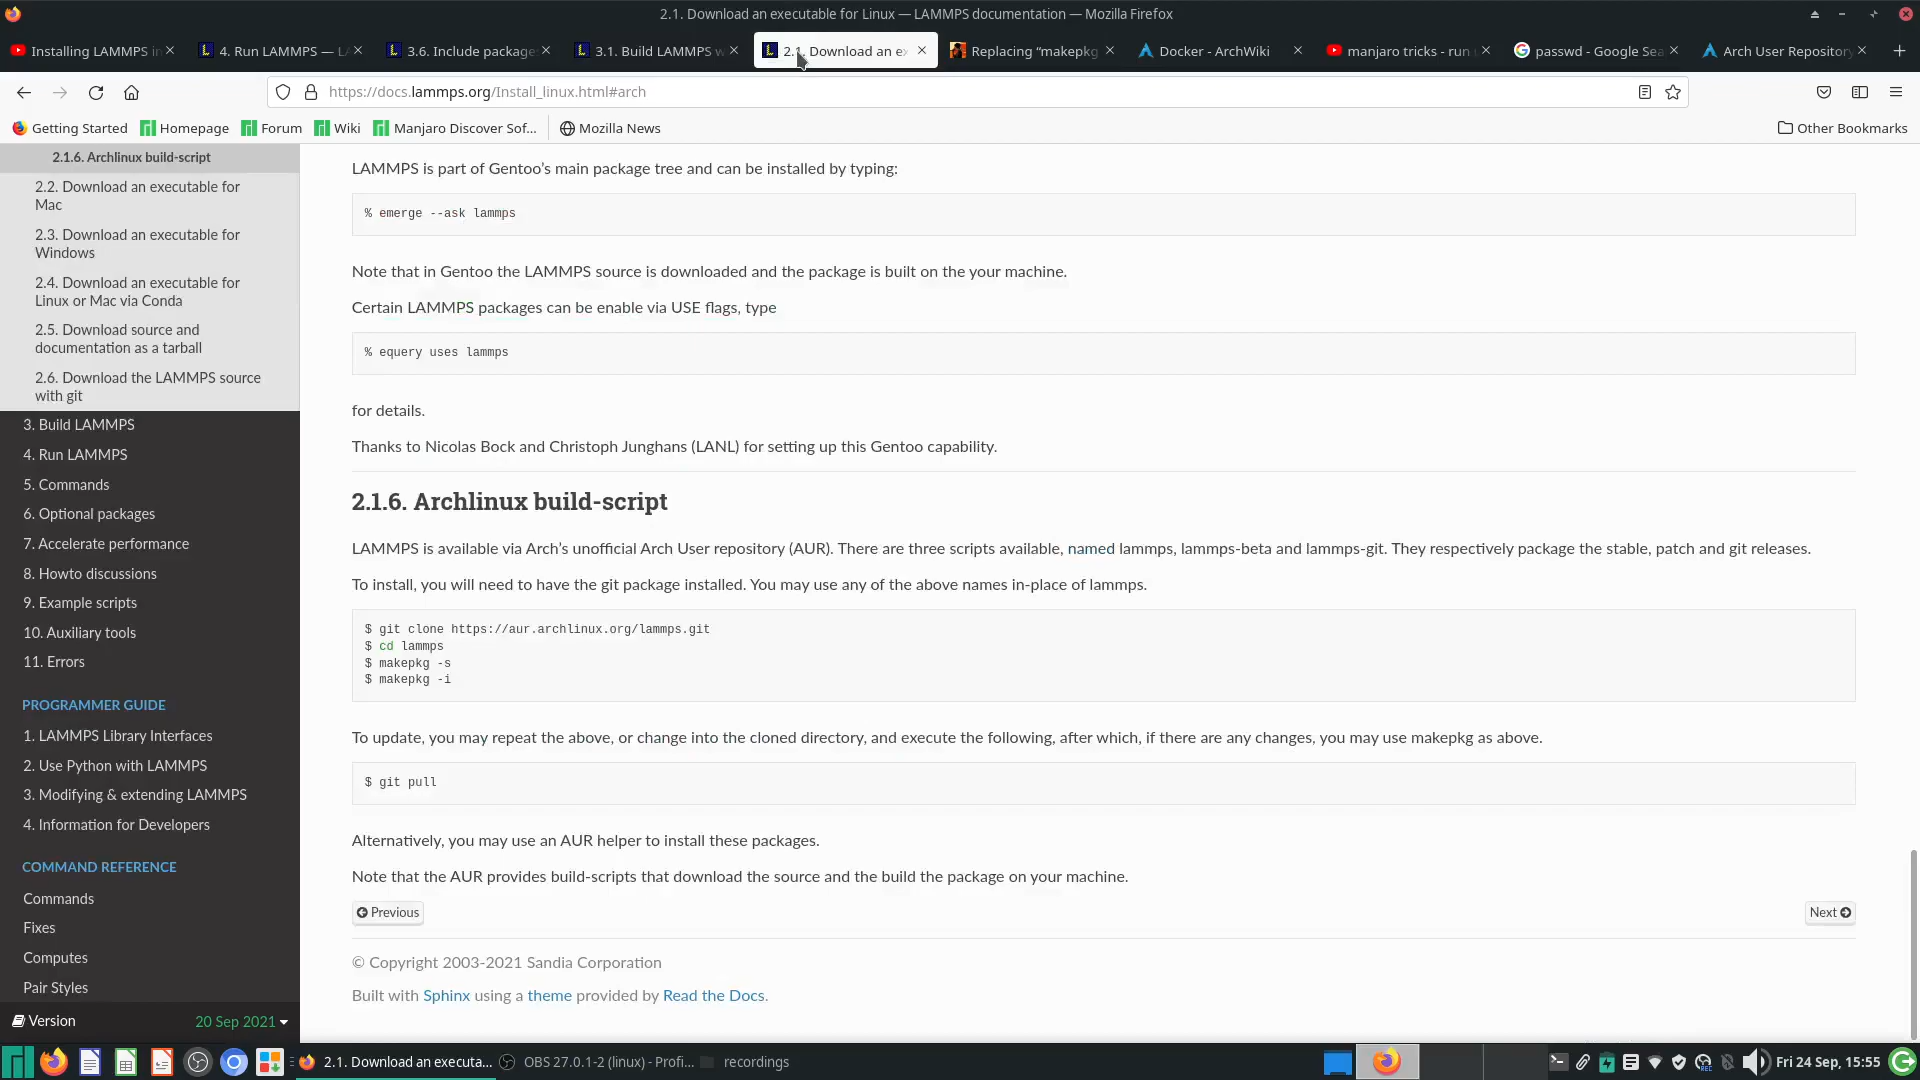 2.1. Download an executable for Linux — LAMMPS documentation — Mozilla Firefox
Installing LAMMPS in
4. Run LAMMPS — LA
3.6. Include package
3.1. Build LAMMPS w
2.1. Download an ex
Replacing “makepkg
Docker - ArchWiki
manjaro tricks - run
passwd - Google Sea
Arch User Repository
https://docs.lammps.org/Install_linux.html#arch
Getting Started
Homepage
Forum
Wiki
Manjaro Discover Sof...
Mozilla News
Other Bookmarks
2.1.6. Archlinux build-script
2.2. Download an executable for
Mac
2.3. Download an executable for
Windows
2.4. Download an executable for
Linux or Mac via Conda
2.5. Download source and
documentation as a tarball
2.6. Download the LAMMPS source
with git
3. Build LAMMPS
4. Run LAMMPS
5. Commands
6. Optional packages
7. Accelerate performance
8. Howto discussions
9. Example scripts
10. Auxiliary tools
11. Errors
PROGRAMMER GUIDE
1. LAMMPS Library Interfaces
2. Use Python with LAMMPS
3. Modifying & extending LAMMPS
4. Information for Developers
COMMAND REFERENCE
Commands
Fixes
Computes
Pair Styles
Version
20 Sep 2021
LAMMPS is part of Gentoo’s main package tree and can be installed by typing:
% emerge --ask lammps
Note that in Gentoo the LAMMPS source is downloaded and the package is built on the your machine.
Certain LAMMPS packages can be enable via USE flags, type
% equery uses lammps
for details.
Thanks to Nicolas Bock and Christoph Junghans (LANL) for setting up this Gentoo capability.
2.1.6. Archlinux build-script
LAMMPS is available via Arch’s unofficial Arch User repository (AUR). There are three scripts available, named lammps, lammps-beta and lammps-git. They respectively package the stable, patch and git releases.
To install, you will need to have the git package installed. You may use any of the above names in-place of lammps.
$ git clone https://aur.archlinux.org/lammps.git
$ cd lammps
$ makepkg -s
$ makepkg -i
To update, you may repeat the above, or change into the cloned directory, and execute the following, after which, if there are any changes, you may use makepkg as above.
$ git pull
Alternatively, you may use an AUR helper to install these packages.
Note that the AUR provides build-scripts that download the source and the build the package on your machine.
Previous
Next
© Copyright 2003-2021 Sandia Corporation
Built with Sphinx using a theme provided by Read the Docs.
2.1. Download an executa...
OBS 27.0.1-2 (linux) - Profi...
recordings
Fri 24 Sep, 15:55